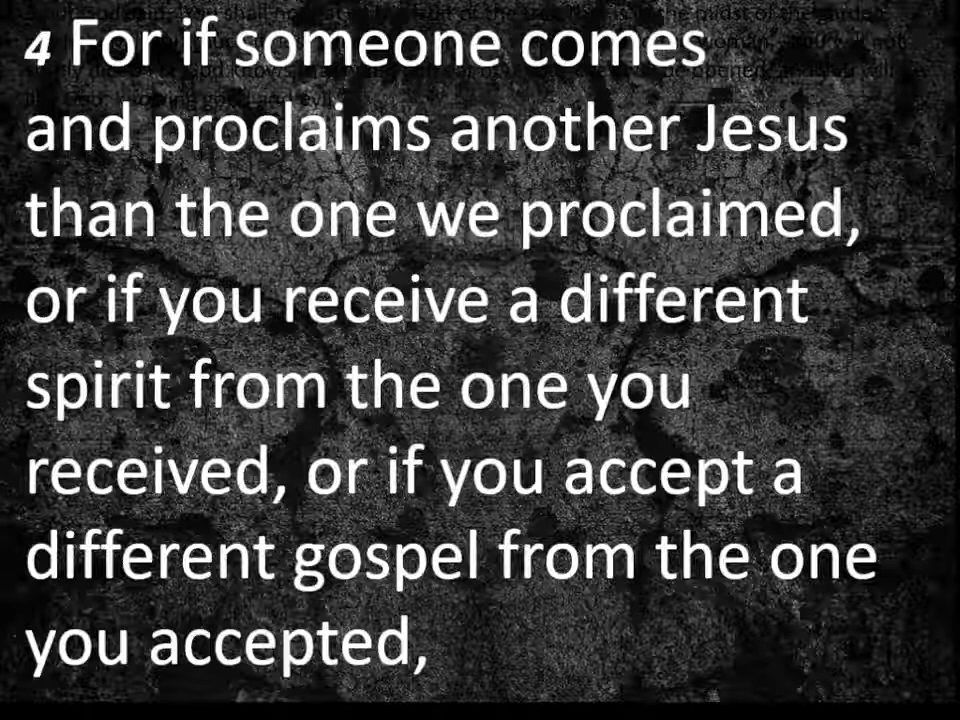 4 For if someone comes
and proclaims another Jesus
than the one we proclaimed,
or if you receive a different
spirit from the one you
received, or if you accept a
different gospel from the one
you accepted,